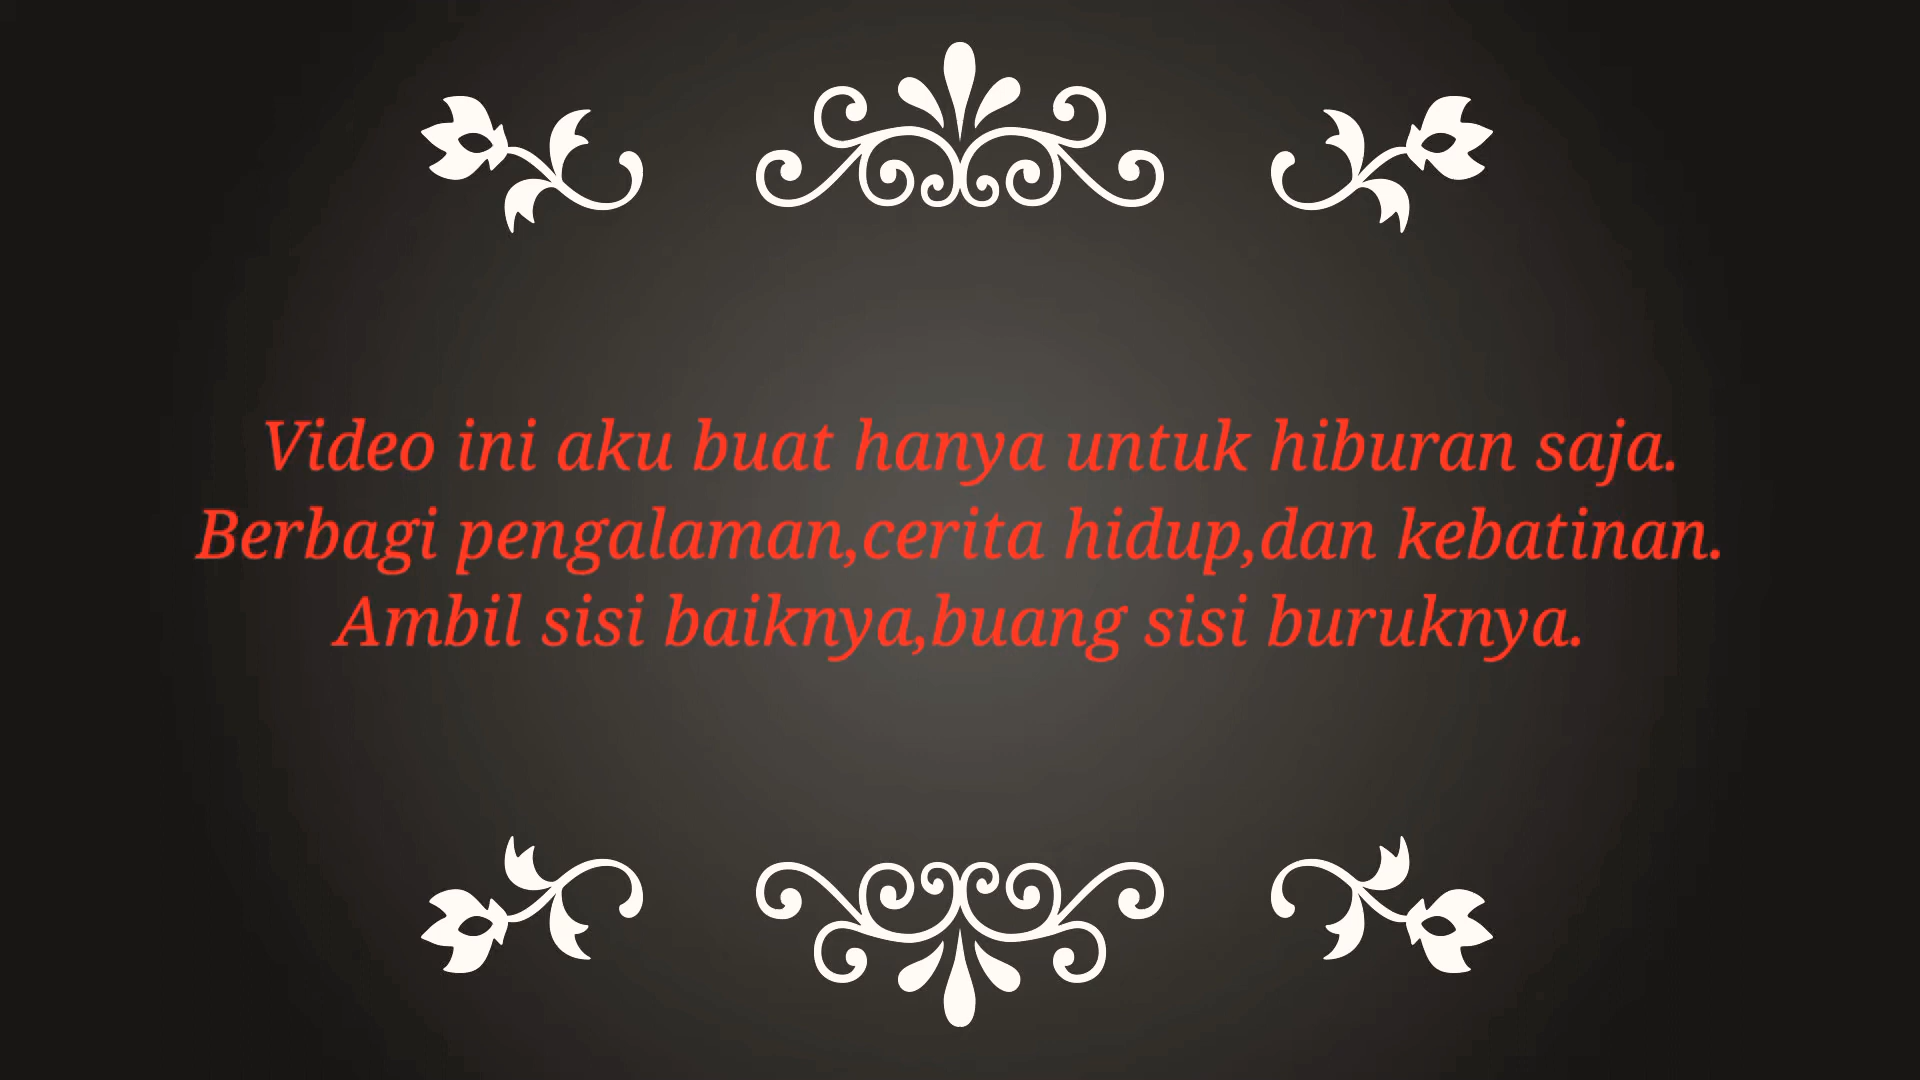 Video ini aku buat hanya untuk hiburan saja.
Berbagi pengalaman,cerita hidup,dan kebatinan.
Ambil sisi baiknya,buang sisi buruknya.